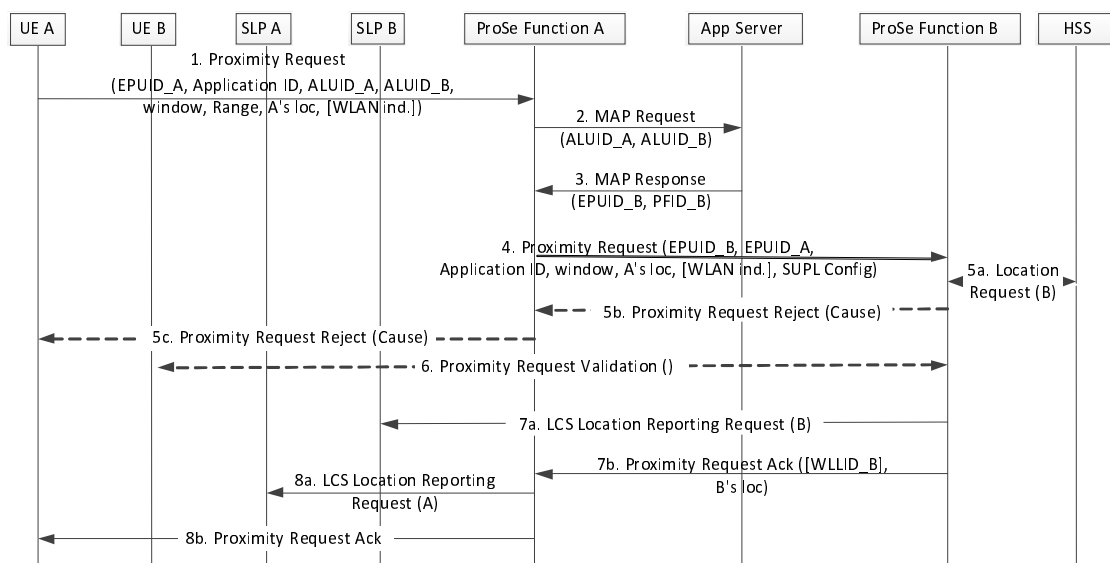 UE A
UE B
SLP A
SLP B
ProSe Function A
App Server
ProSe Function B
HSS
1. Proximity Request
(EPUID_A, Application ID, ALUID_A, ALUID_B,
window, Range, A's loc, [WLAN ind.])
2. MAP Request
(ALUID_A, ALUID_B)
3. MAP Response
(EPUID_B, PFID_B)
4. Proximity Request (EPUID_B, EPUID_A,
Application ID, window, A's loc, [WLAN ind.], SUPL Config)
5a. Location
Request (B)
5b. Proximity Request Reject (Cause)
5c. Proximity Request Reject (Cause)
6. Proximity Request Validation ()
7a. LCS Location Reporting Request (B)
7b. Proximity Request Ack ([WLLID_B],
B's loc)
8a. LCS Location Reporting
Request (A)
8b. Proximity Request Ack